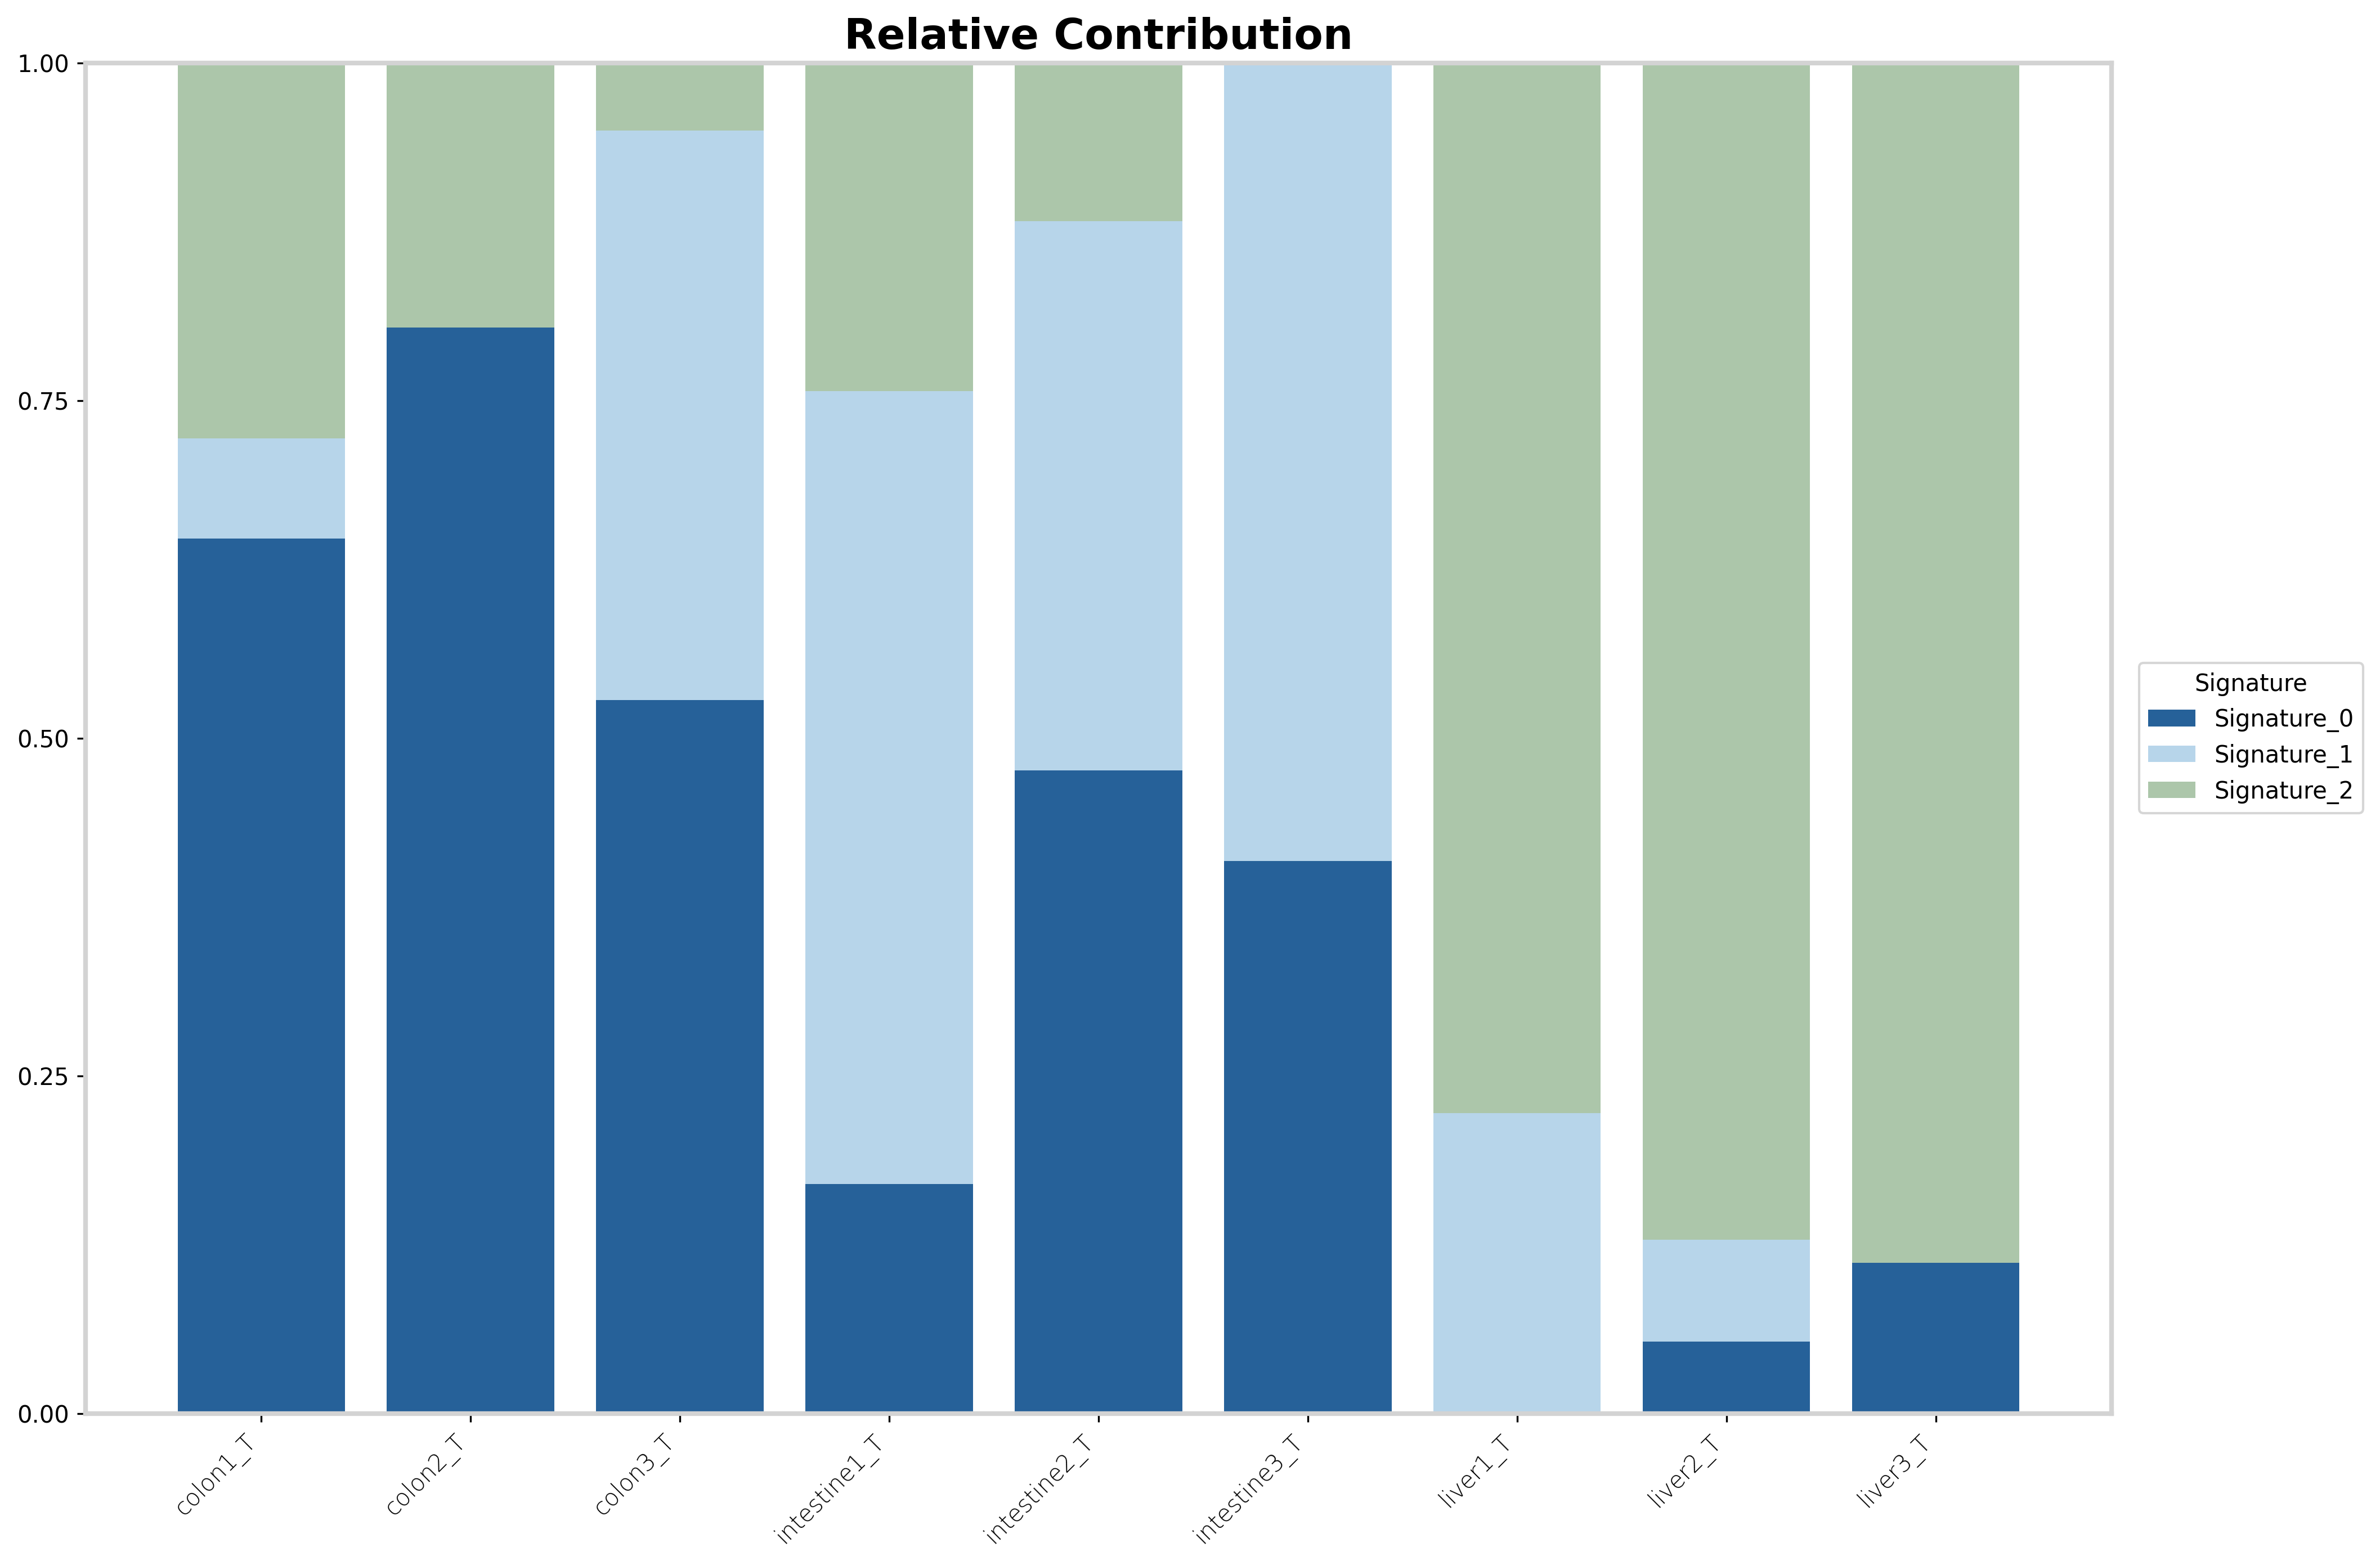 Relative Contribution
1.00
0.75
0.50
0.25
0.00
colon1_T
colon2_T
colon3_T
intestine1_T
intestine2_T
intestine3_T
liver1_T
liver2_T
liver3_T
Signature
Signature_0
Signature_1
Signature_2